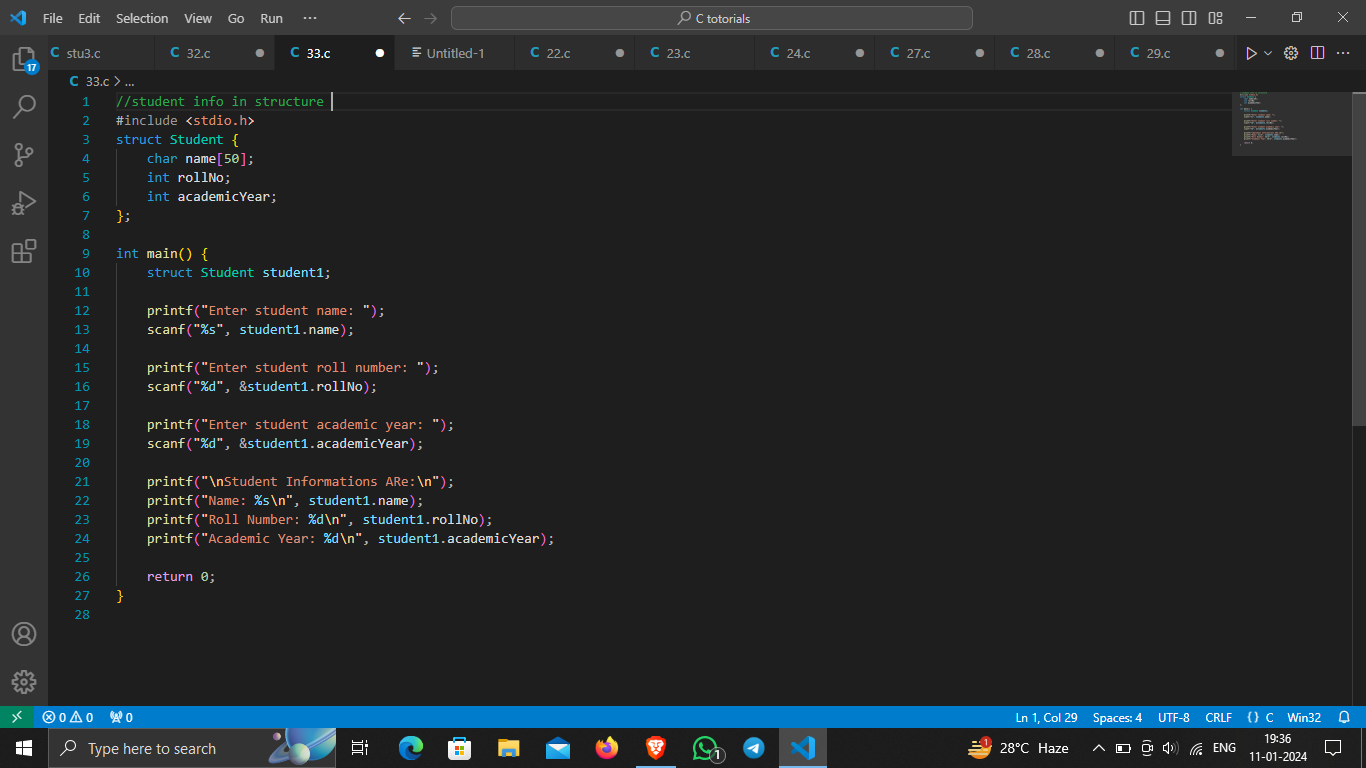 File Edit Selection View Go Run ··· C totorials
stu3.c 32.c 33.c Untitled-1 22.c 23.c 24.c 27.c 28.c 29.c
C 33.c > ...
1 //student info in structure
2 #include <stdio.h>
3 struct Student {
4 char name[50];
5 int rollNo;
6 int academicYear;
7 };
8
9 int main() {
10 struct Student student1;
11
12 printf("Enter student name: ");
13 scanf("%s", student1.name);
14
15 printf("Enter student roll number: ");
16 scanf("%d", &student1.rollNo);
17
18 printf("Enter student academic year: ");
19 scanf("%d", &student1.academicYear);
20
21 printf("\nStudent Informations ARe:\n");
22 printf("Name: %s\n", student1.name);
23 printf("Roll Number: %d\n", student1.rollNo);
24 printf("Academic Year: %d\n", student1.academicYear);
25
26 return 0;
27 }
28
17
0 0 0 Ln 1, Col 29 Spaces: 4 UTF-8 CRLF {} C Win32
Type here to search 1 1 28°C Haze ENG 19:36
11-01-2024